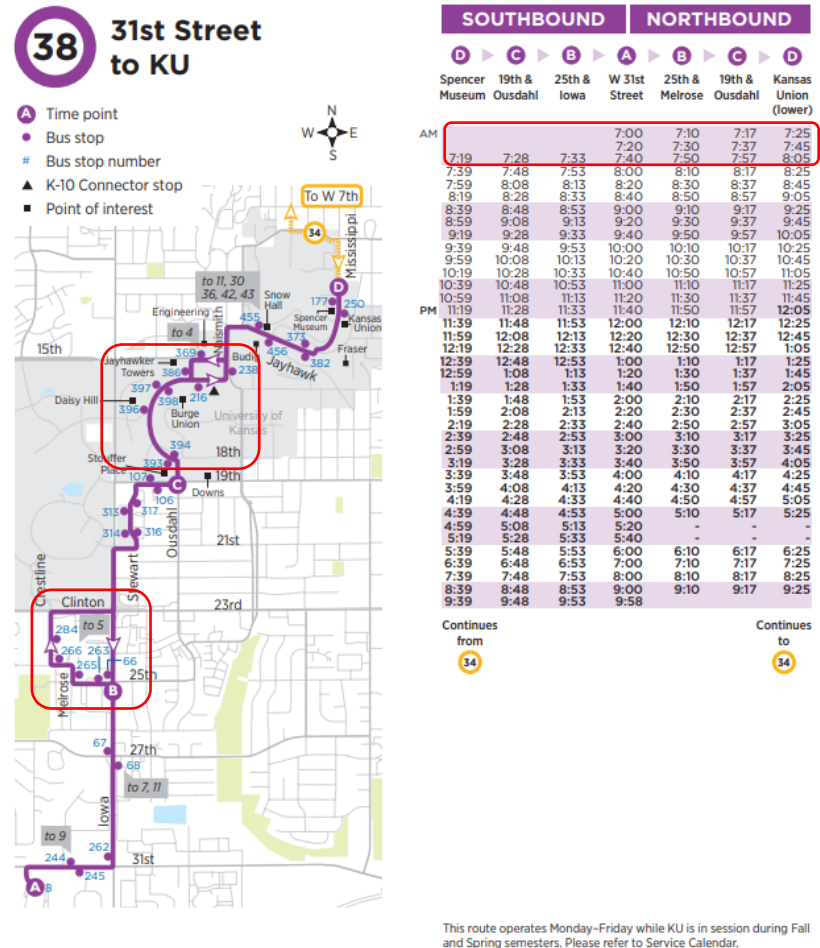 38
31st Street
to KU
A Time point
Bus stop
# Bus stop number
K-10 Connector stop
Point of interest
N
W E
S
To W 7th
34
Mississippi
D
to 11, 30
36, 42, 43
Snow
Hall
177
250
Engineering
Naismith
455
Spencer
Museum
Kansas
Union
to 4
373
15th
369
Budig
456
Fraser
Jayhawker
Towers
386
238
Jayhawk
382
397
Daisy Hill
398
216
396
Burge
Union
University of
Kansas
394
18th
Stouffer
Place
393
107
C
19th
Downs
106
313
317
Ousdahl
314
316
21st
Crestline
Stewart
Clinton
23rd
284
to 5
266
263
66
265
25th
Melrose
B
67
27th
68
to 7, 11
Iowa
to 9
262
244
31st
245
A
B
SOUTHBOUND NORTHBOUND
D C B A B C D
Spencer Museum 19th & Ousdahl 25th & Iowa W 31st Street 25th & Melrose 19th & Ousdahl Kansas Union (lower)
AM 7:00 7:10 7:17 7:25
7:20 7:30 7:37 7:45
7:19 7:28 7:33 7:40 7:50 7:57 8:05
7:39 7:48 7:53 8:00 8:10 8:17 8:25
7:59 8:08 8:13 8:20 8:30 8:37 8:45
8:19 8:28 8:33 8:40 8:50 8:57 9:05
8:39 8:48 8:53 9:00 9:10 9:17 9:25
8:59 9:08 9:13 9:20 9:30 9:37 9:45
9:19 9:28 9:33 9:40 9:50 9:57 10:05
9:39 9:48 9:53 10:00 10:10 10:17 10:25
9:59 10:08 10:13 10:20 10:30 10:37 10:45
10:19 10:28 10:33 10:40 10:50 10:57 11:05
10:39 10:48 10:53 11:00 11:10 11:17 11:25
10:59 11:08 11:13 11:20 11:30 11:37 11:45
PM 11:19 11:28 11:33 11:40 11:50 11:57 12:05
11:39 11:48 11:53 12:00 12:10 12:17 12:25
11:59 12:08 12:13 12:20 12:30 12:37 12:45
12:19 12:28 12:33 12:40 12:50 12:57 1:05
12:39 12:48 12:53 1:00 1:10 1:17 1:25
12:59 1:08 1:13 1:20 1:30 1:37 1:45
1:19 1:28 1:33 1:40 1:50 1:57 2:05
1:39 1:48 1:53 2:00 2:10 2:17 2:25
1:59 2:08 2:13 2:20 2:30 2:37 2:45
2:19 2:28 2:33 2:40 2:50 2:57 3:05
2:39 2:48 2:53 3:00 3:10 3:17 3:25
2:59 3:08 3:13 3:20 3:30 3:37 3:45
3:19 3:28 3:33 3:40 3:50 3:57 4:05
3:39 3:48 3:53 4:00 4:10 4:17 4:25
3:59 4:08 4:13 4:20 4:30 4:37 4:45
4:19 4:28 4:33 4:40 4:50 4:57 5:05
4:39 4:48 4:53 5:00 5:10 5:17 5:25
4:59 5:08 5:13 5:20 - - -
5:19 5:28 5:33 5:40 - - -
5:39 5:48 5:53 6:00 6:10 6:17 6:25
6:39 6:48 6:53 7:00 7:10 7:17 7:25
7:39 7:48 7:53 8:00 8:10 8:17 8:25
8:39 8:48 8:53 9:00 9:10 9:17 9:25
9:39 9:48 9:53 9:58
Continues
from
34
Continues
to
34
This route operates Monday–Friday while KU is in session during Fall
and Spring semesters. Please refer to Service Calendar.